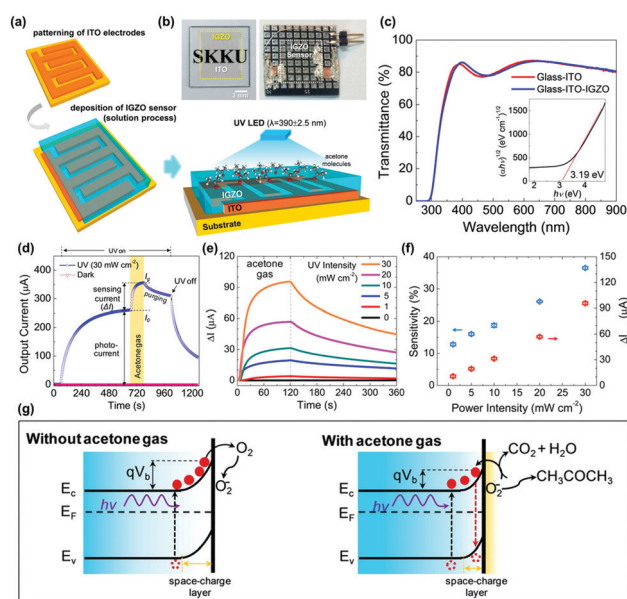 (a)
patterning of ITO electrodes
deposition of IGZO sensor
(solution process)
(b)
IGZO
SKKU
ITO
2 mm
IGZO
Sensor
UV LED (λ=390±2.5 nm)
acetone
molecules
IGZO
ITO
Substrate
(c)
Transmittance (%)
100
80
60
40
20
0
Glass-ITO
Glass-ITO-IGZO
(αhν)1/2 (eV cm-1)1/2
1500
1000
500
0
3.19 eV
2 3 4
hν (eV)
300 400 500 600 700 800 900
Wavelength (nm)
(d)
UV on
UV (30 mW cm-2)
Dark
Output Current (μA)
400
300
200
100
0
sensing
current
(ΔI)
photo-
current
Acetone gas
Ig
I0
purging
UV off
0 240 480 720 960 1200
Time (s)
(e)
acetone
gas
UV Intensity
(mW cm-2)
30
20
10
5
1
0
ΔI (μA)
120
90
60
30
0
0 60 120 180 240 300 360
Time (s)
(f)
Sensitivity (%)
50
40
30
20
10
0
ΔI (μA)
150
120
90
60
30
0
0 5 10 15 20 25 30
Power Intensity (mW cm-2)
(g)
Without acetone gas
qVb
O2
O2-
Ec
EF
Ev
hν
space-charge
layer
With acetone gas
qVb
CO2 + H2O
O2-
CH3COCH3
Ec
EF
Ev
hν
space-charge
layer